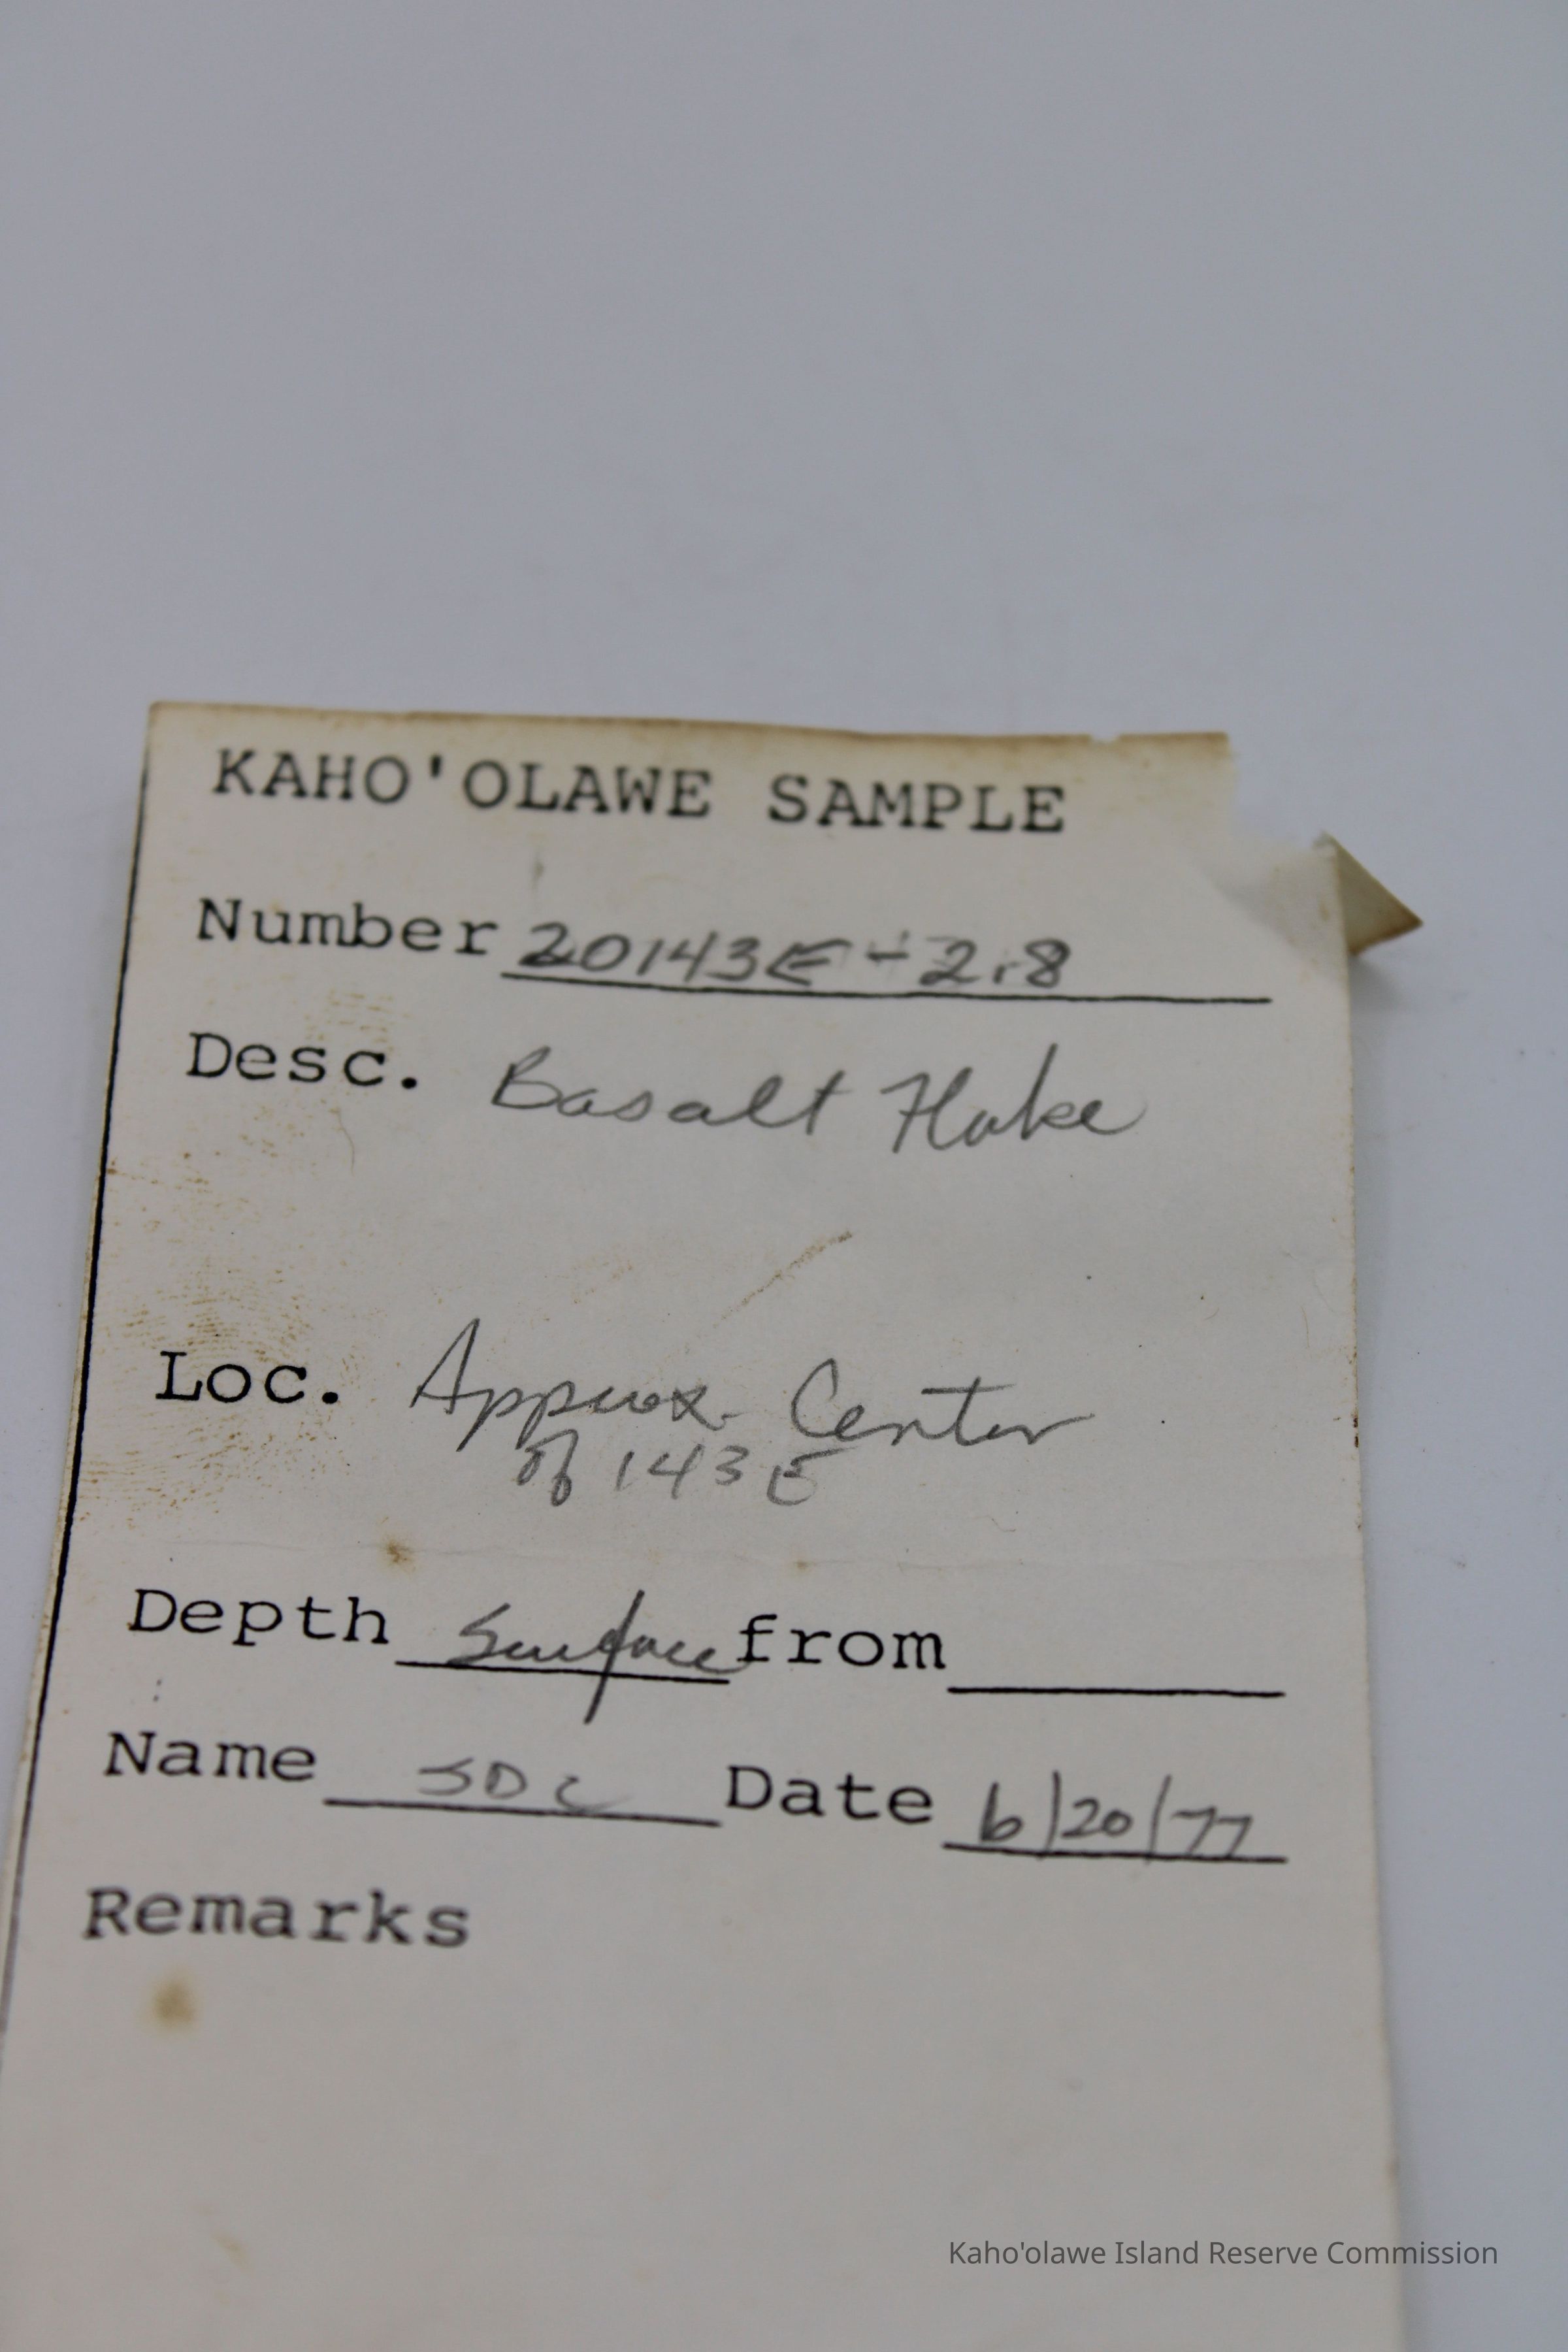 KAHO'OLAWE SAMPLE
Number 20143E-2.8
Desc. Basalt Flake
Loc. Approx. Center
of 143E
Depth Surface from
Name JDC Date 6/20/77
Remarks
Kaho'olawe Island Reserve Commission